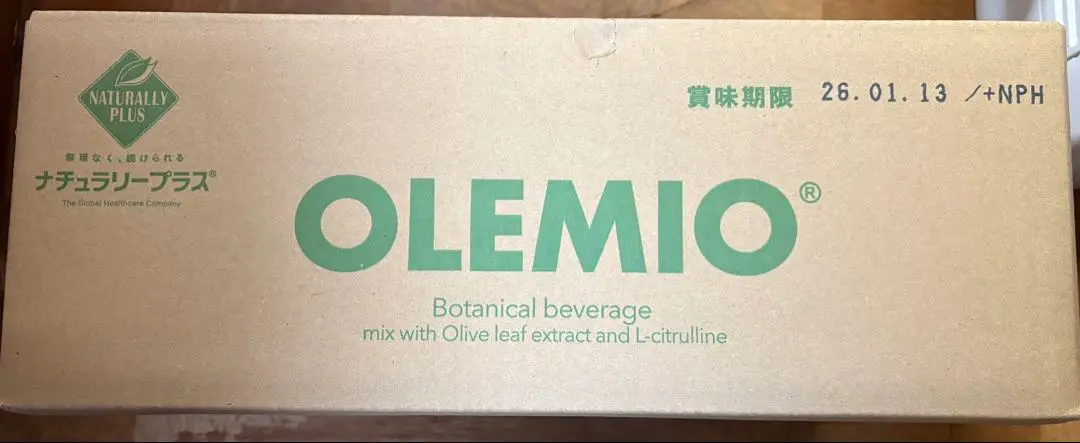 NATURALLY
PLUS
無理なく、続けられる
ナチュラリープラス®
The Global Healthcare Company
賞味期限 26.01.13 /+NPH
OLEMIO®
Botanical beverage
mix with Olive leaf extract and L-citrulline